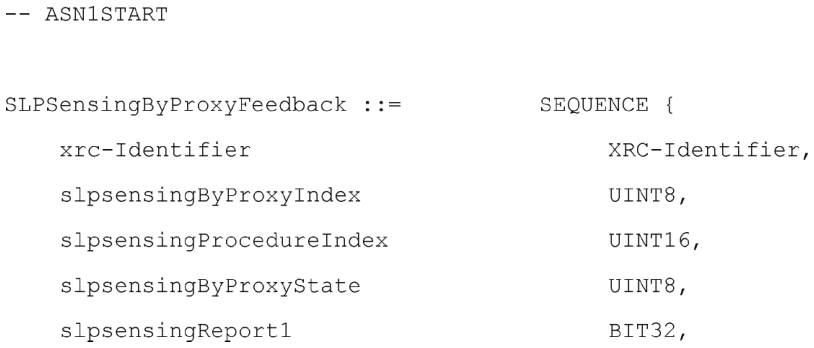 -- ASN1START
SLPSensingByProxyFeedback ::= SEQUENCE {
xrc-Identifier XRC-Identifier,
slpsensingByProxyIndex UINT8,
slpsensingProcedureIndex UINT16,
slpsensingByProxyState UINT8,
slpsensingReport1 BIT32,